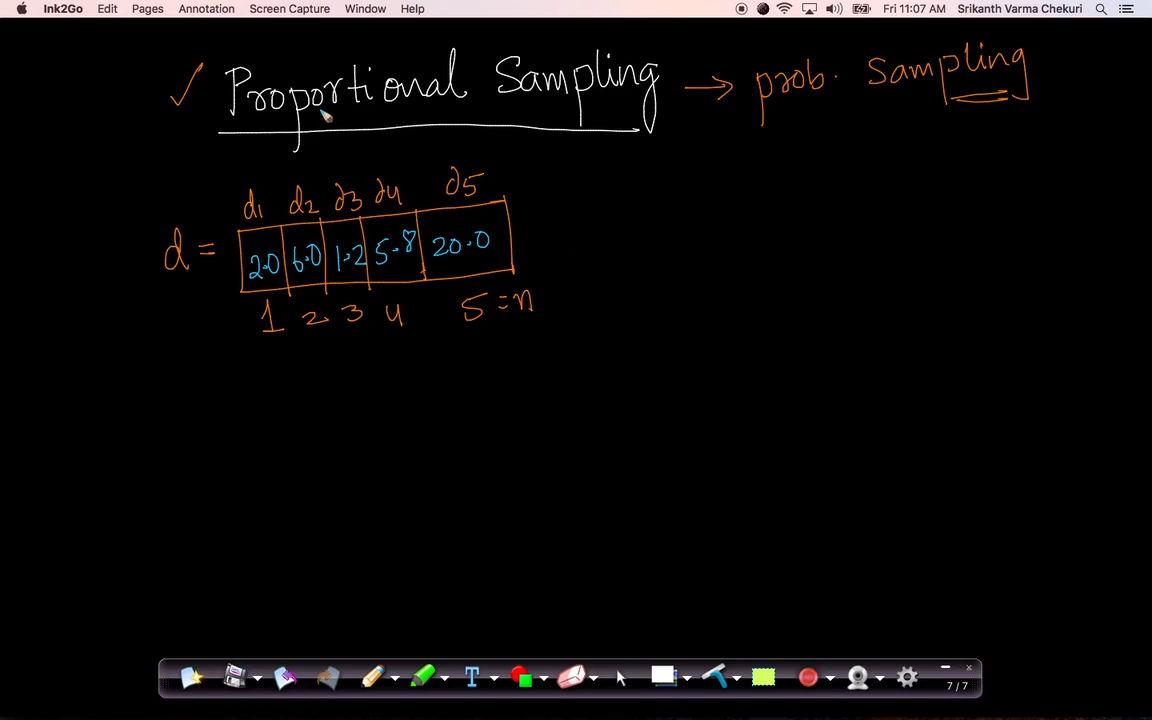 Ink2Go Edit Pages Annotation Screen Capture Window Help Fri 11:07 AM Srikanth Varma Chekuri
✓ Proportional Sampling → prob. Sampling
d1 d2 d3 d4 d5
d = 2.0 6.0 1.2 5.8 20.0
1 2 3 4 5 = n
T
7 / 7